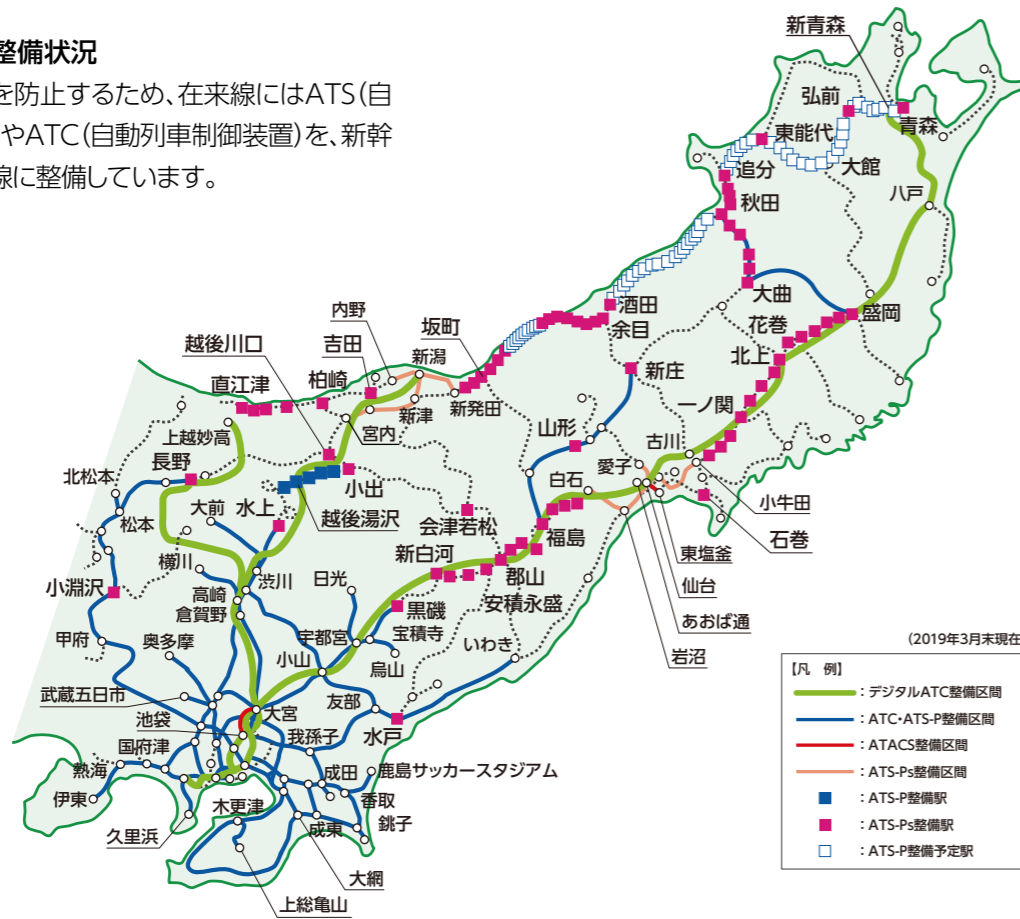 整備状況
を防止するため、在来線にはATS(自
やATC(自動列車制御装置)を、新幹
線に整備しています。
新青森
弘前
青森
東能代
大館
追分
八戸
秋田
大曲
盛岡
酒田
余目
花巻
北上
内野
坂町
吉田
新潟
越後川口
柏崎
直江津
新庄
新発田
新津
一ノ関
宮内
山形
上越妙高
古川
愛子
長野
北松本
白石
小出
小牛田
大前
水上
越後湯沢
会津若松
福島
石巻
松本
新白河
東塩釜
横川
郡山
小淵沢
渋川
日光
仙台
安積永盛
高崎
黒磯
倉賀野
あおば通
宝積寺
甲府
奥多摩
宇都宮
いわき
岩沼
小山
烏山
(2019年3月末現在
武蔵五日市
友部
大宮
池袋
水戸
我孫子
国府津
成田
鹿島サッカースタジアム
熱海
香取
伊東
木更津
成東
銚子
久里浜
大網
上総亀山
【凡 例】
:デジタルATC整備区間
:ATC・ATS-P整備区間
:ATACS整備区間
:ATS-Ps整備区間
:ATS-P整備駅
:ATS-Ps整備駅
:ATS-P整備予定駅